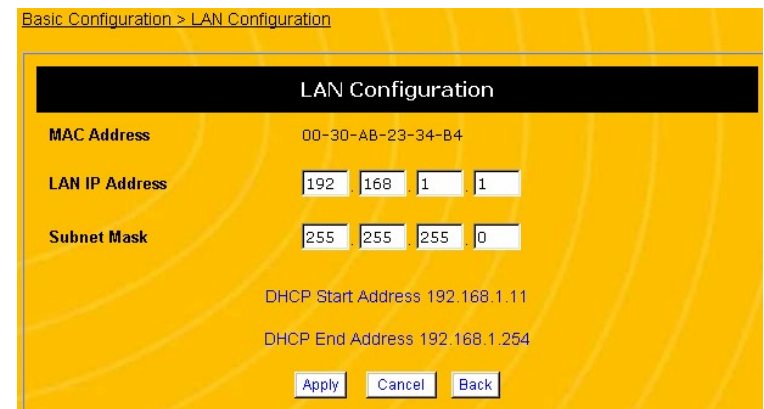 Basic Configuration > LAN Configuration
LAN Configuration
MAC Address 00-30-AB-23-34-B4
LAN IP Address 192 . 168 . 1 . 1
Subnet Mask 255 . 255 . 255 . 0
DHCP Start Address 192.168.1.11
DHCP End Address 192.168.1.254
Apply Cancel Back